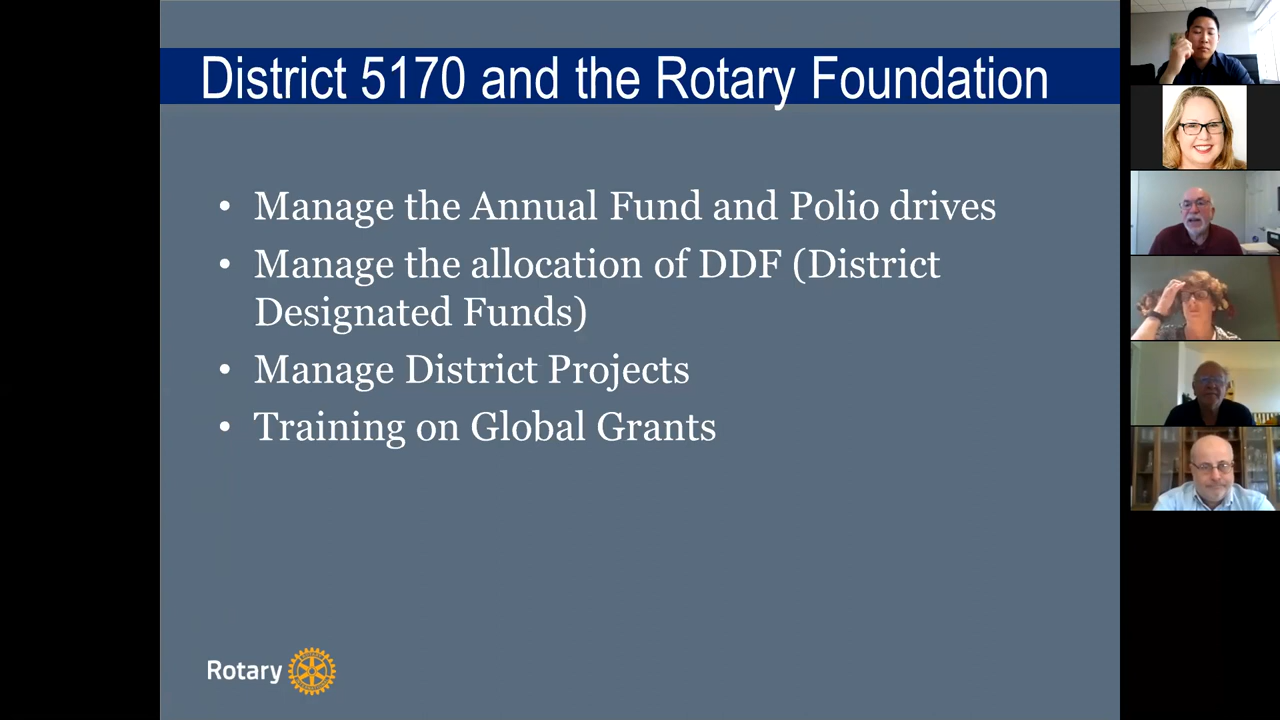 District 5170 and the Rotary Foundation
• Manage the Annual Fund and Polio drives
• Manage the allocation of DDF (District
Designated Funds)
• Manage District Projects
• Training on Global Grants
Rotary